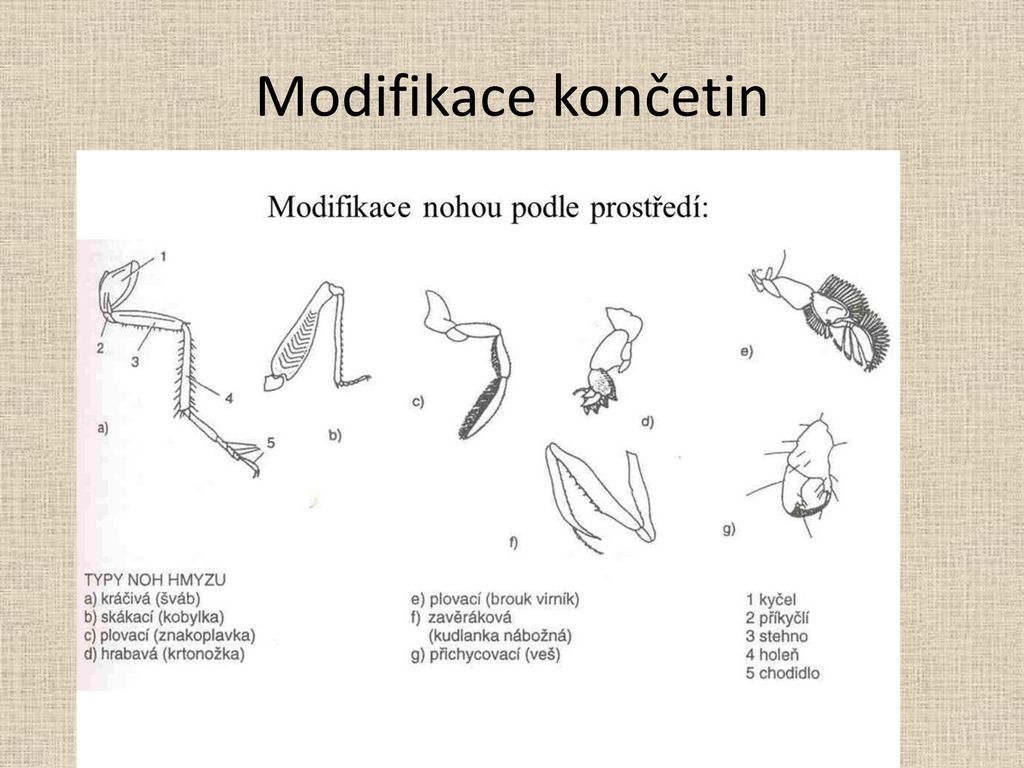 Modifikace končetin
Modifikace nohou podle prostředí:
1
2
3
4
5
a)
b)
c)
d)
e)
f)
g)
TYPY NOH HMYZU
a) kráčivá (šváb)
b) skákací (kobylka)
c) plovací (znakoplavka)
d) hrabavá (krtonožka)
e) plovací (brouk virník)
f) zavěráková
(kudlanka nábožná)
g) přichycovací (veš)
1 kyčel
2 příkyčlí
3 stehno
4 holeň
5 chodidlo